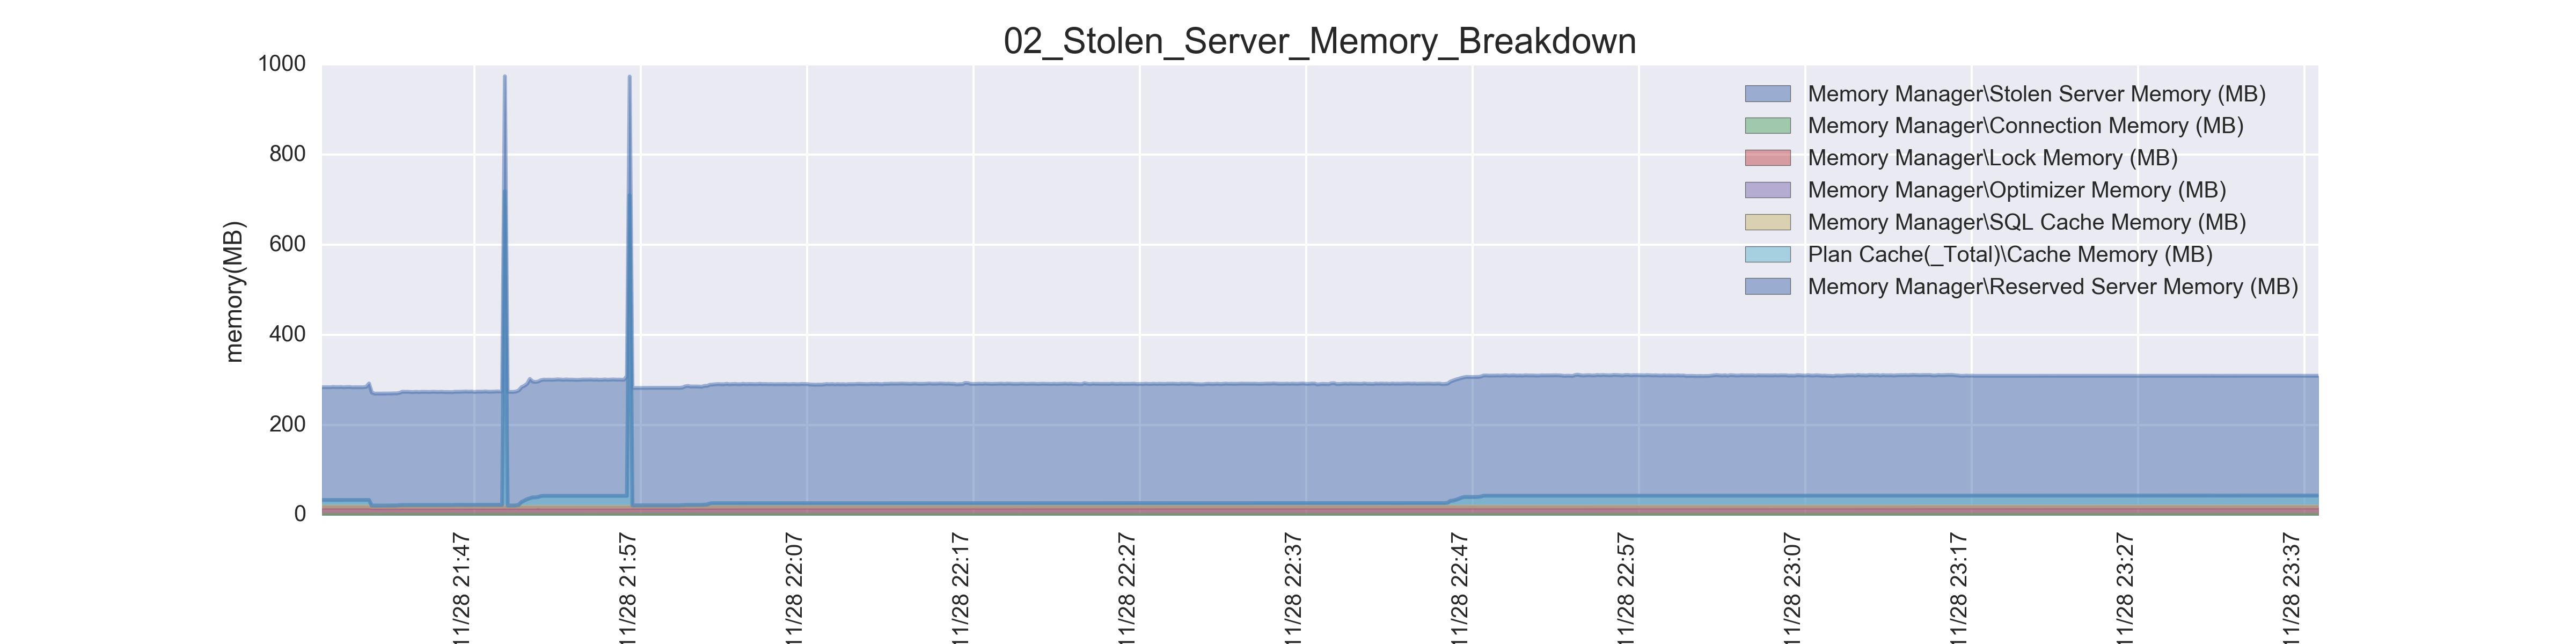 02_Stolen_Server_Memory_Breakdown
1000
800
600
400
200
0
memory(MB)
Memory Manager\Stolen Server Memory (MB)
Memory Manager\Connection Memory (MB)
Memory Manager\Lock Memory (MB)
Memory Manager\Optimizer Memory (MB)
Memory Manager\SQL Cache Memory (MB)
Plan Cache(_Total)\Cache Memory (MB)
Memory Manager\Reserved Server Memory (MB)
11/28 21:47
11/28 21:57
11/28 22:07
11/28 22:17
11/28 22:27
11/28 22:37
11/28 22:47
11/28 22:57
11/28 23:07
11/28 23:17
11/28 23:27
11/28 23:37